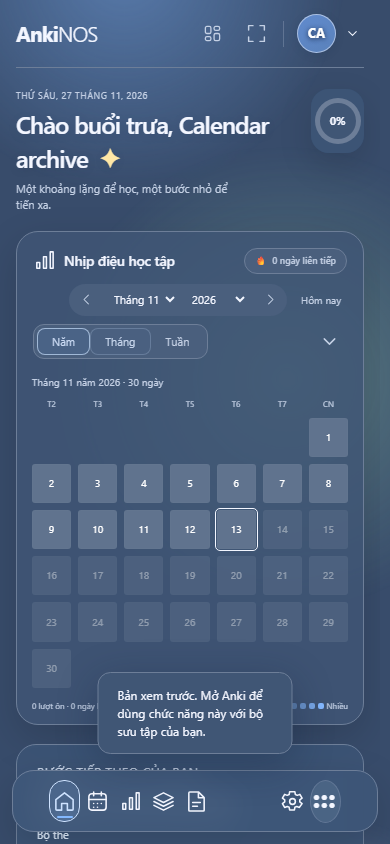 AnkiNOS
CA
THỨ SÁU, 27 THÁNG 11, 2026
Chào buổi trưa, Calendar
archive
0%
Một khoảng lặng để học, một bước nhỏ để
tiến xa.
Nhịp điệu học tập
0 ngày liên tiếp
Tháng 11 2026 Hôm nay
Năm Tháng Tuần
Tháng 11 năm 2026 · 30 ngày
T2 T3 T4 T5 T6 T7 CN
1
2 3 4 5 6 7 8
9 10 11 12 13 14 15
16 17 18 19 20 21 22
23 24 25 26 27 28 29
30
0 lượt ôn · 0 ngày
Nhiều
Bản xem trước. Mở Anki để
dùng chức năng này với bộ
sưu tập của bạn.
BƯỚC TIẾP THEO CỦA BẠN
Bộ thẻ